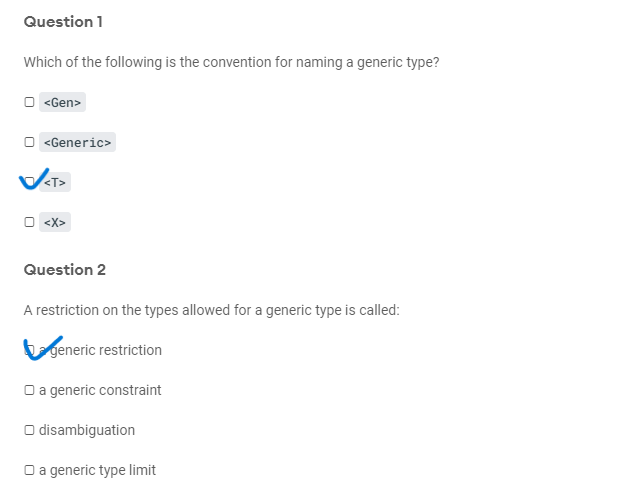 Question 1
Which of the following is the convention for naming a generic type?
<Gen>
<Generic>
<T>
<X>
Question 2
A restriction on the types allowed for a generic type is called:
a generic restriction
a generic constraint
disambiguation
a generic type limit